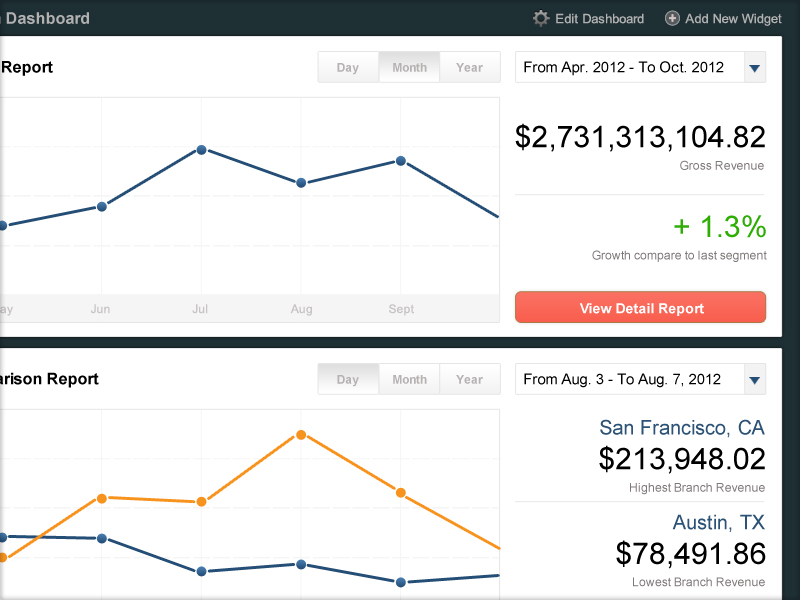 Dashboard
Edit Dashboard
Add New Widget
Report
Day
Month
Year
From Apr. 2012 - To Oct. 2012
$2,731,313,104.82
Gross Revenue
+ 1.3%
Growth compare to last segment
View Detail Report
ay
Jun
Jul
Aug
Sept
arison Report
Day
Month
Year
From Aug. 3 - To Aug. 7, 2012
San Francisco, CA
$213,948.02
Highest Branch Revenue
Austin, TX
$78,491.86
Lowest Branch Revenue